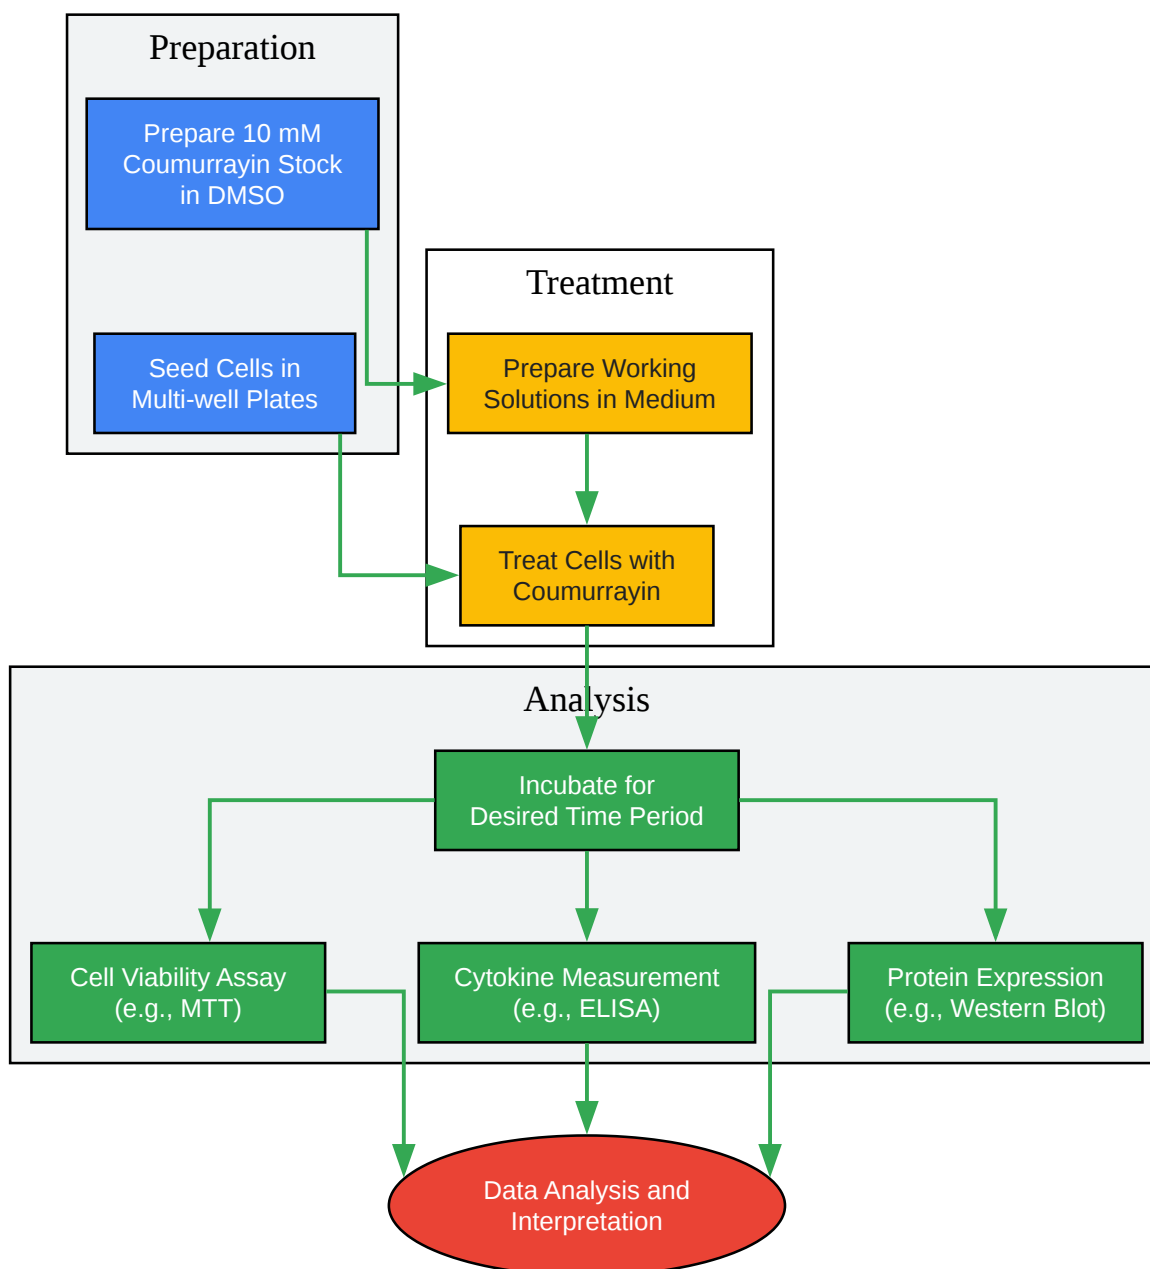 Preparation
Prepare 10 mM
Coumurrayin Stock
in DMSO
Seed Cells in
Multi-well Plates
Treatment
Prepare Working
Solutions in Medium
Treat Cells with
Coumurrayin
Analysis
Incubate for
Desired Time Period
Cell Viability Assay
(e.g., MTT)
Cytokine Measurement
(e.g., ELISA)
Protein Expression
(e.g., Western Blot)
Data Analysis and
Interpretation